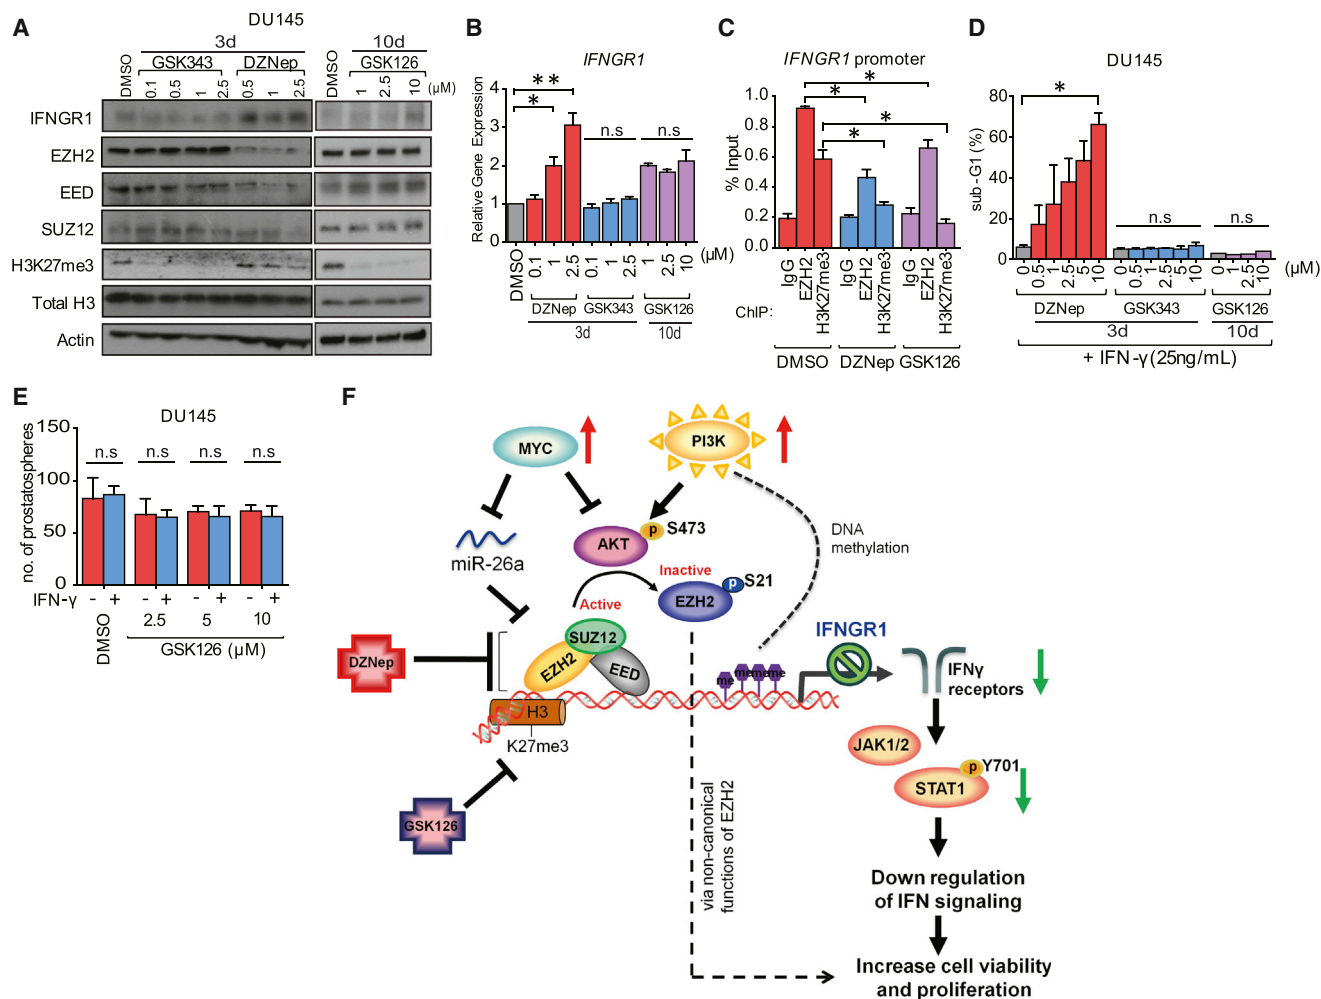 A
DU145
3d
10d
GSK343
DZNep
GSK126
DMSO
0.1
0.5
1
2.5
0.5
1
2.5
DMSO
1
2.5
10
(μM)
IFNGR1
EZH2
EED
SUZ12
H3K27me3
Total H3
Actin
B
IFNGR1
Relative Gene Expression
4
3
2
1
0
*
**
n.s
n.s
DMSO
0.1
1
2.5
0.1
1
2.5
1
2.5
10
(μM)
DZNep
GSK343
GSK126
3d
10d
C
IFNGR1 promoter
% Input
1.0
0.8
0.6
0.4
0.2
0.0
*
*
*
*
ChIP:
IgG
EZH2
H3K27me3
IgG
EZH2
H3K27me3
IgG
EZH2
H3K27me3
DMSO
DZNep
GSK126
D
DU145
sub-G1 (%)
80
60
40
20
0
*
n.s
n.s
0
0.5
1
2.5
5
10
0
0.5
1
2.5
5
10
0
1
2.5
10
(μM)
DZNep
GSK343
GSK126
3d
10d
+ IFN-γ (25ng/mL)
E
DU145
no. of prostatospheres
150
100
50
0
n.s
n.s
n.s
n.s
IFN-γ
- + - + - + - +
DMSO
2.5
5
10
GSK126 (μM)
F
MYC
PI3K
miR-26a
AKT
p
S473
DNA
methylation
Inactive
EZH2
p
S21
Active
SUZ12
EZH2
EED
DZNep
H3
K27me3
GSK126
me
me
me
me
IFNGR1
IFNγ
receptors
JAK1/2
STAT1
p
Y701
via non-canonical
functions of EZH2
Down regulation
of IFN signaling
Increase cell viability
and proliferation